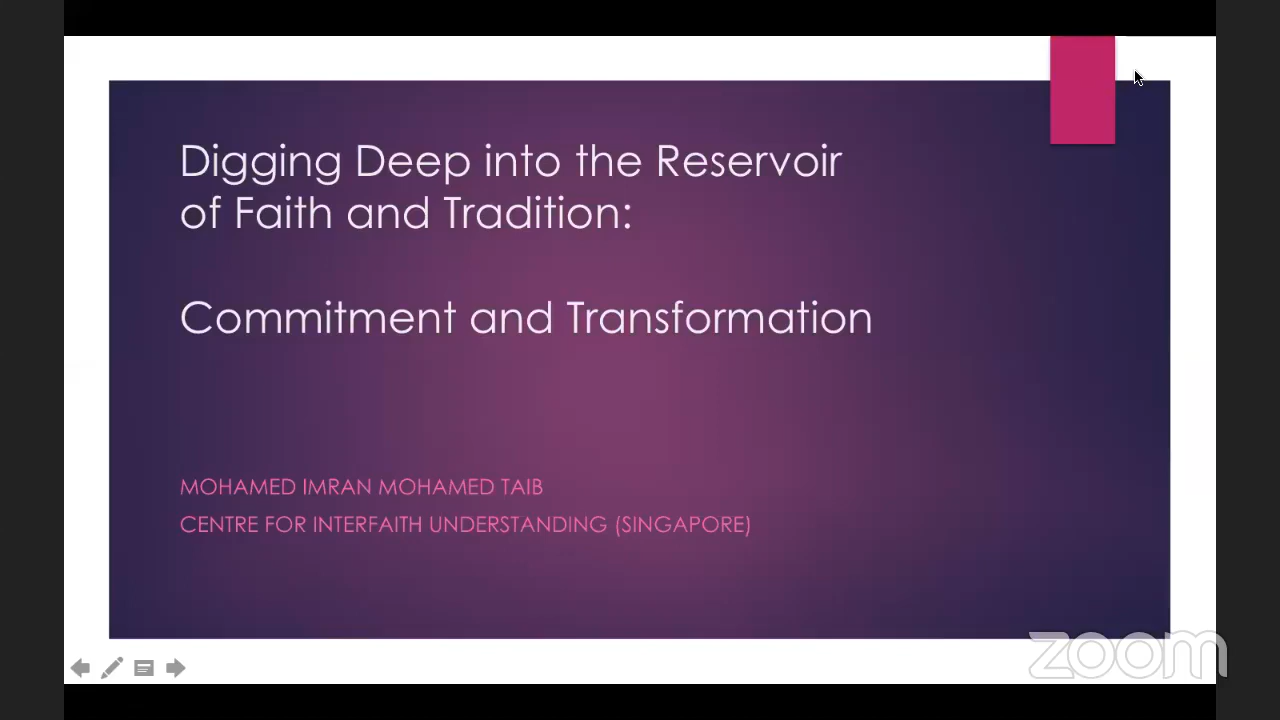 Digging Deep into the Reservoir
of Faith and Tradition:
Commitment and Transformation
MOHAMED IMRAN MOHAMED TAIB
CENTRE FOR INTERFAITH UNDERSTANDING (SINGAPORE)
zoom